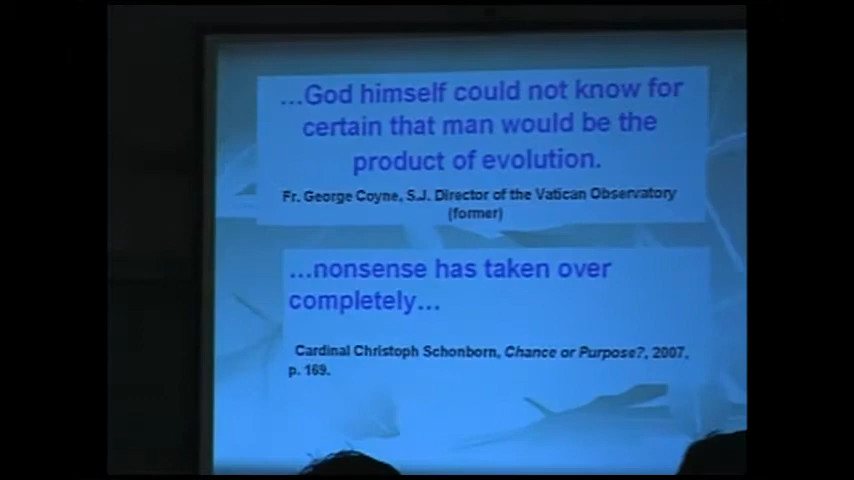 ...God himself could not know for
certain that man would be the
product of evolution.
Fr. George Coyne, S.J. Director of the Vatican Observatory
(former)
...nonsense has taken over
completely...
Cardinal Christoph Schonborn, Chance or Purpose?, 2007,
p. 169.